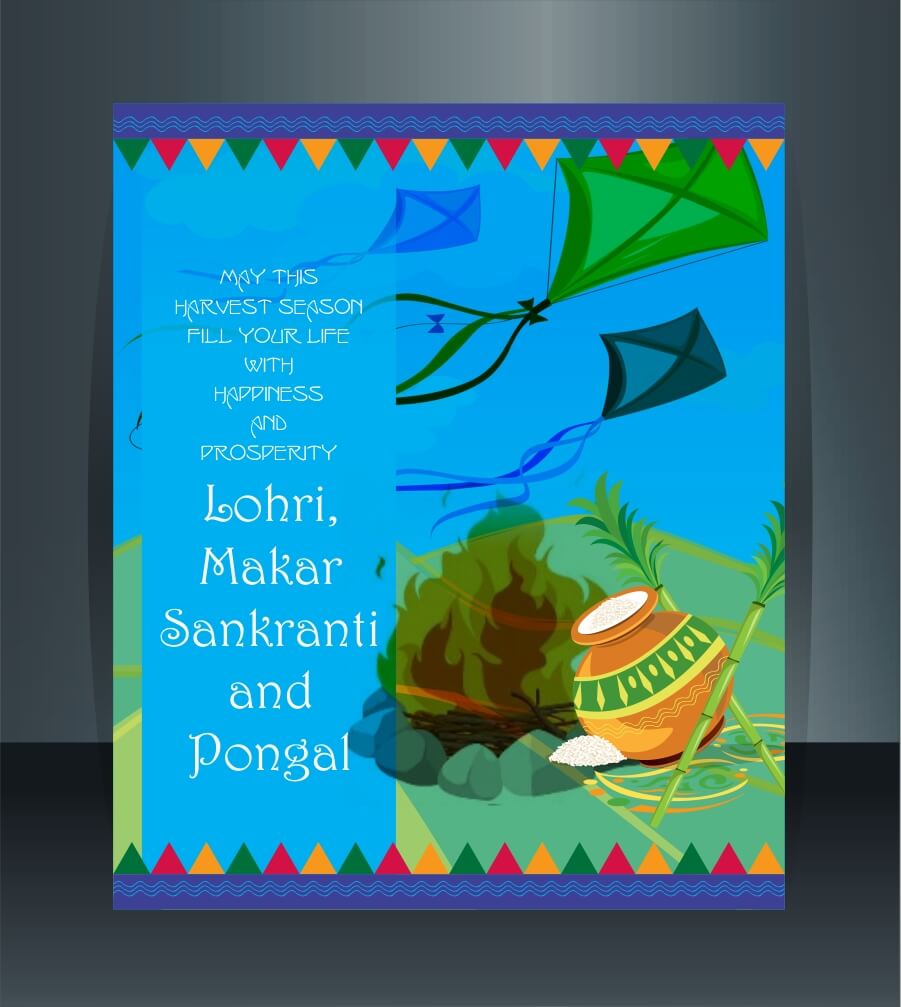 MAY THIS
HARVEST SEASON
FILL YOUR LIFE
WITH
HAPPINESS
AND
PROSPERITY
Lohri,
Makar
Sankranti
and
Pongal